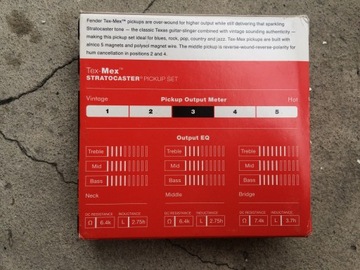 Fender Tex-Mex™ pickups are over-wound for higher output while still delivering that sparkling
Stratocaster tone — the classic Texas guitar-slinger combined with vintage sounding authenticity —
making this pickup set ideal for blues, rock, pop, country and jazz. Tex-Mex pickups are built with
alnico 5 magnets and polysol magnet wire. The middle pickup is reverse-wound-reverse-polarity for
hum cancellation in positions 2 and 4.
Tex-Mex™
STRATOCASTER® PICKUP SET
Vintage Pickup Output Meter Hot
1 2 3 4 5
Output EQ
Treble Treble Treble
Mid Mid Mid
Bass Bass Bass
Neck Middle Bridge
DC RESISTANCE INDUCTANCE DC RESISTANCE INDUCTANCE DC RESISTANCE INDUCTANCE
Ω 6.4k L 2.75h Ω 6.4k L 2.75h Ω 7.4k L 3.7h